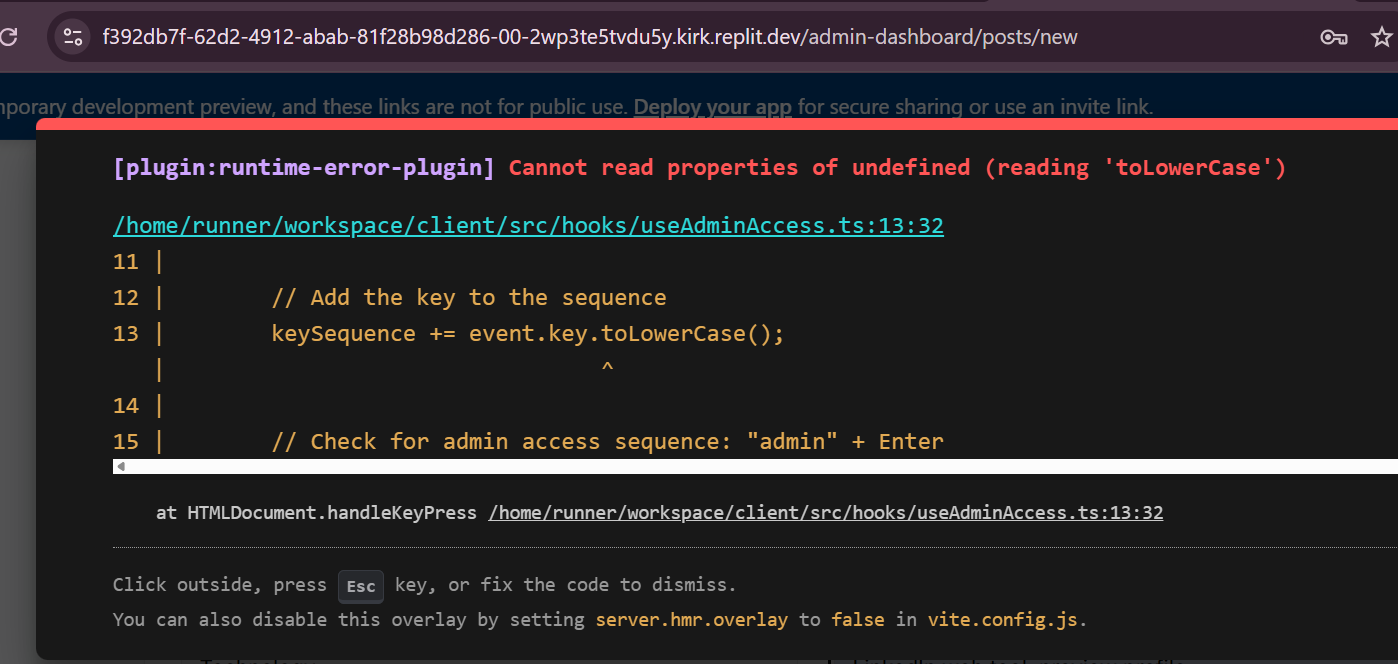 f392db7f-62d2-4912-abab-81f28b98d286-00-2wp3te5tvdu5y.kirk.replit.dev/admin-dashboard/posts/new
development preview, and these links are not for public use. Deploy your app for secure sharing or use an invite link.
[plugin:runtime-error-plugin] Cannot read properties of undefined (reading 'toLowerCase')
/home/runner/workspace/client/src/hooks/useAdminAccess.ts:13:32
11 |
12 |        // Add the key to the sequence
13 |        keySequence += event.key.toLowerCase();
   |                                 ^
14 |
15 |        // Check for admin access sequence: "admin" + Enter
at HTMLDocument.handleKeyPress /home/runner/workspace/client/src/hooks/useAdminAccess.ts:13:32
Click outside, press Esc key, or fix the code to dismiss.
You can also disable this overlay by setting server.hmr.overlay to false in vite.config.js.